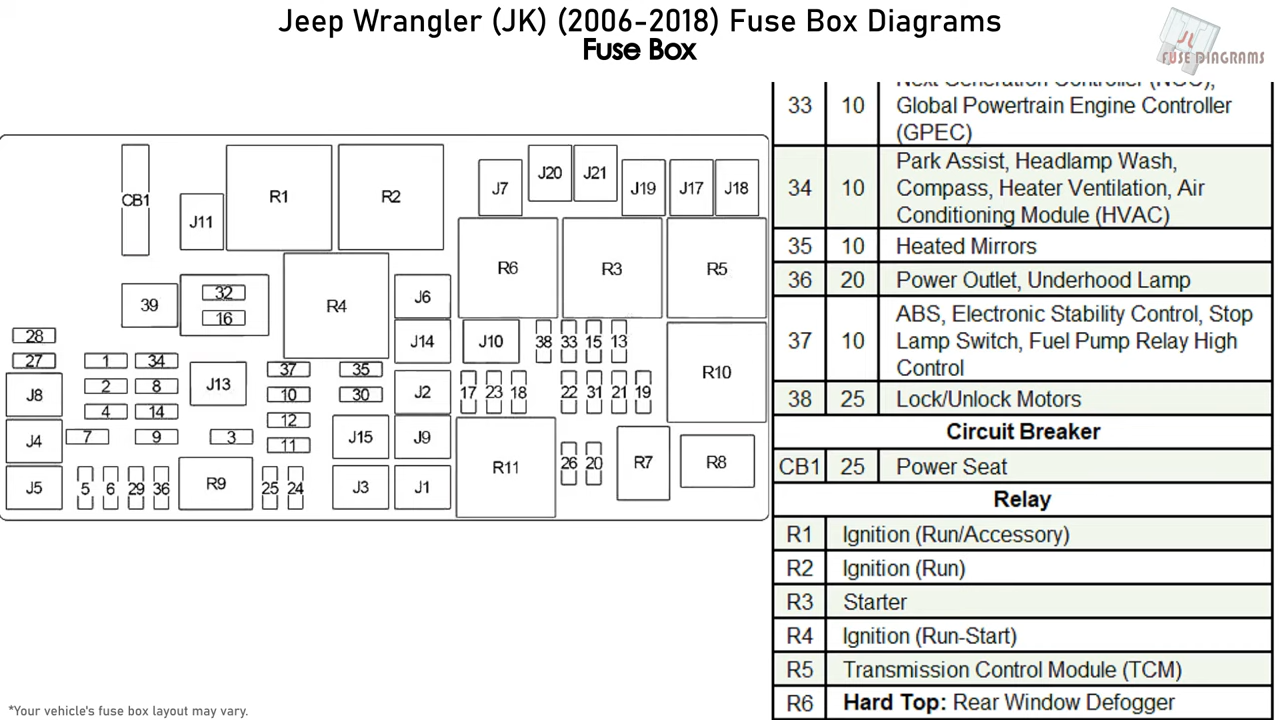 Jeep Wrangler (JK) (2006-2018) Fuse Box Diagrams
Fuse Box
JL
FUSE DIAGRAMS
CB1
J11
R1
R2
J7
J20
J21
J19
J17
J18
R6
R3
R5
39
32
16
R4
J6
J14
J10
38
33
15
13
R10
28
27
1
34
J13
37
35
J8
2
8
10
30
J2
17
23
18
22
31
21
19
4
14
12
J4
7
9
3
11
J15
J9
R11
26
20
R7
R8
J5
5
6
29
36
R9
25
24
J3
J1
Next Generation Controller (NGC),
33 10 Global Powertrain Engine Controller
(GPEC)
Park Assist, Headlamp Wash,
34 10 Compass, Heater Ventilation, Air
Conditioning Module (HVAC)
35 10 Heated Mirrors
36 20 Power Outlet, Underhood Lamp
ABS, Electronic Stability Control, Stop
37 10 Lamp Switch, Fuel Pump Relay High
Control
38 25 Lock/Unlock Motors
Circuit Breaker
CB1 25 Power Seat
Relay
R1 Ignition (Run/Accessory)
R2 Ignition (Run)
R3 Starter
R4 Ignition (Run-Start)
R5 Transmission Control Module (TCM)
R6 Hard Top: Rear Window Defogger
*Your vehicle's fuse box layout may vary.